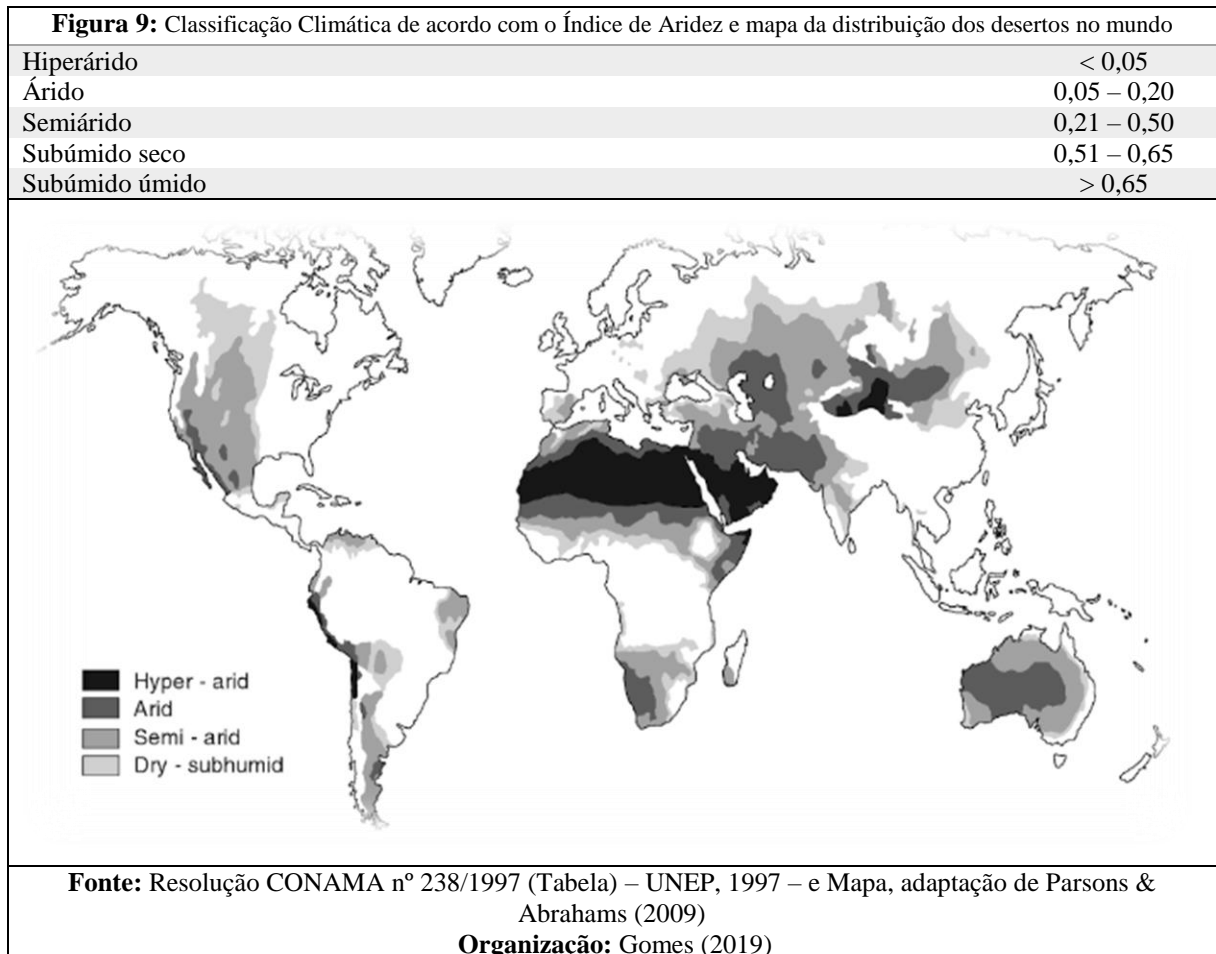 Figura 9: Classificação Climática de acordo com o Índice de Aridez e mapa da distribuição dos desertos no mundo
Hiperárido < 0,05
Árido 0,05 – 0,20
Semiárido 0,21 – 0,50
Subúmido seco 0,51 – 0,65
Subúmido úmido > 0,65
Hyper - arid
Arid
Semi - arid
Dry - subhumid
Fonte: Resolução CONAMA nº 238/1997 (Tabela) – UNEP, 1997 – e Mapa, adaptação de Parsons &
Abrahams (2009)
Organização: Gomes (2019)